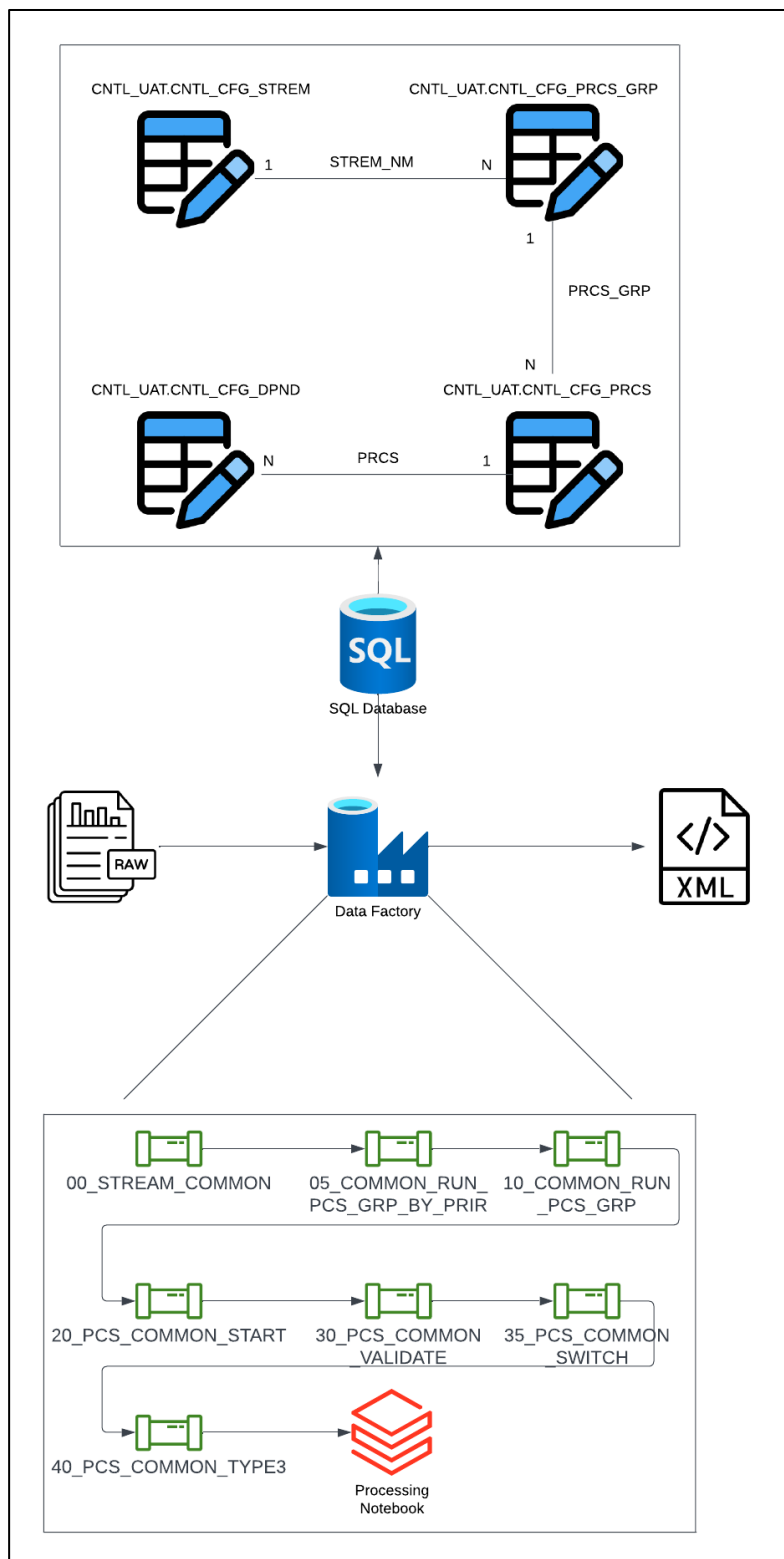 CNTL_UAT.CNTL_CFG_STREM
CNTL_UAT.CNTL_CFG_PRCS_GRP
1
STREM_NM
N
1
PRCS_GRP
N
CNTL_UAT.CNTL_CFG_DPND
CNTL_UAT.CNTL_CFG_PRCS
N
PRCS
1
SQL
SQL Database
RAW
</>
XML
Data Factory
00_STREAM_COMMON
05_COMMON_RUN_
PCS_GRP_BY_PRIR
10_COMMON_RUN
_PCS_GRP
20_PCS_COMMON_START
30_PCS_COMMON
_VALIDATE
35_PCS_COMMON
_SWITCH
40_PCS_COMMON_TYPE3
Processing
Notebook